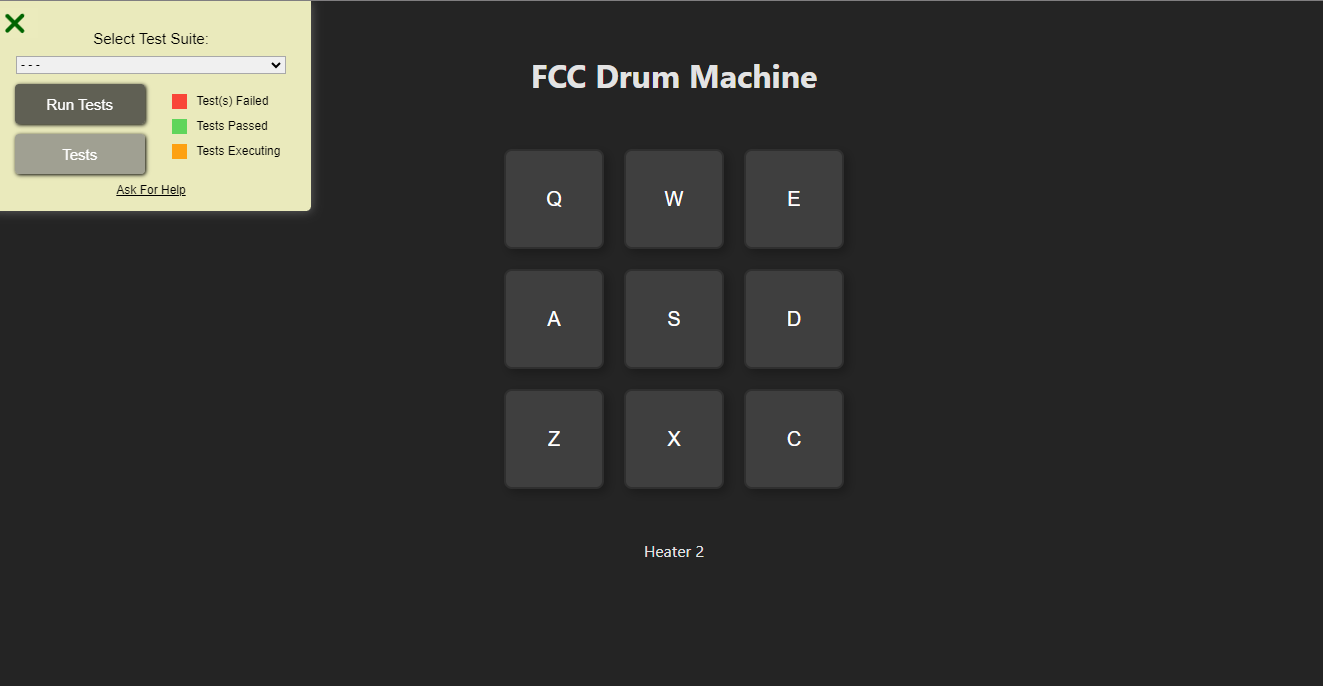 Select Test Suite:
- - -
Run Tests
Test(s) Failed
Tests Passed
Tests
Tests Executing
Ask For Help
FCC Drum Machine
Q W E
A S D
Z X C
Heater 2